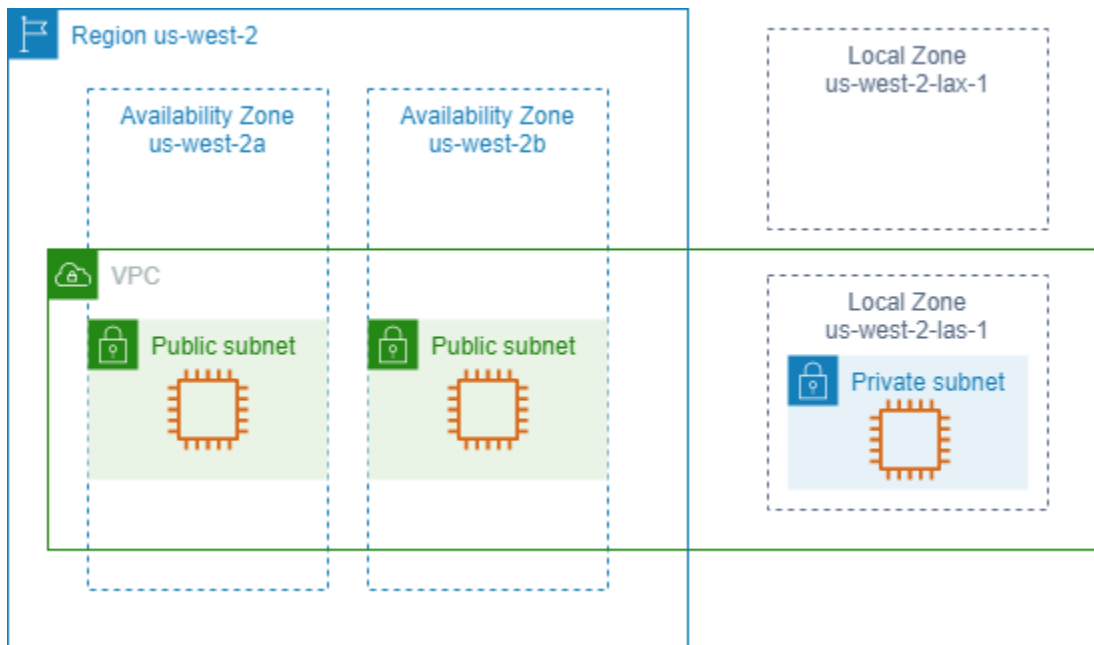 Region us-west-2
Availability Zone
us-west-2a
Availability Zone
us-west-2b
Local Zone
us-west-2-lax-1
VPC
Public subnet
Public subnet
Local Zone
us-west-2-las-1
Private subnet